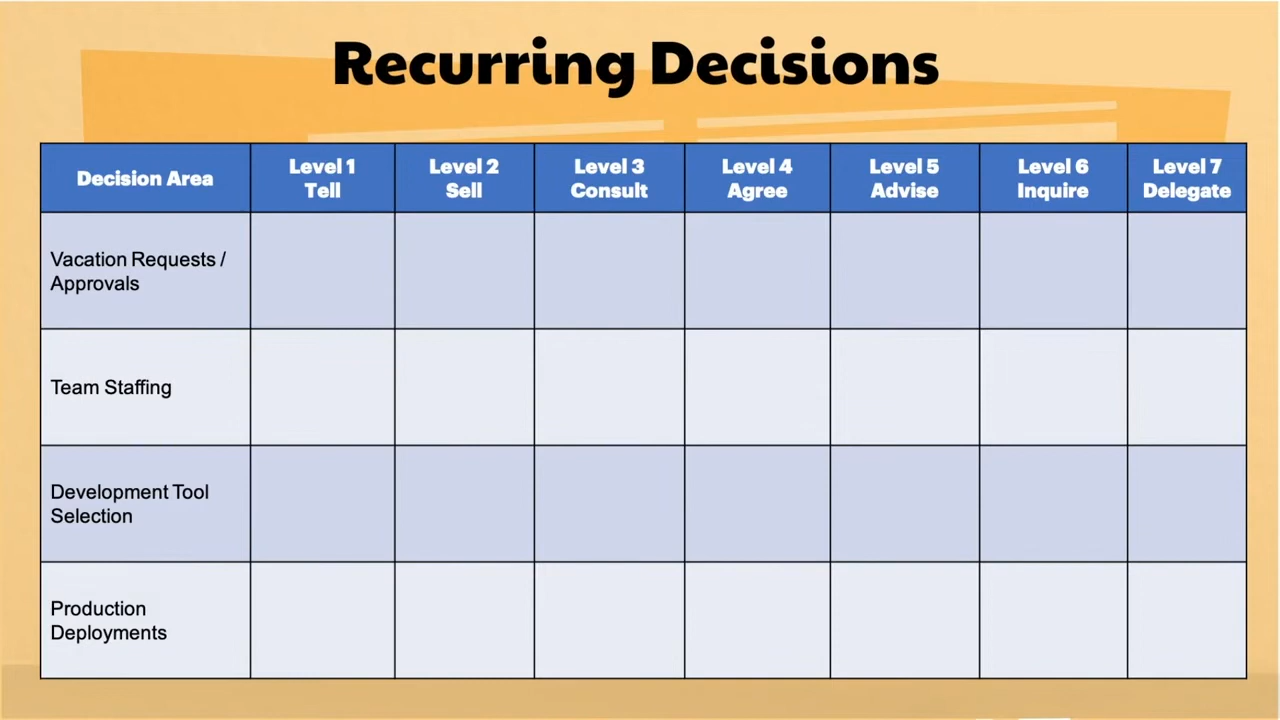 Recurring Decisions
Decision Area
Level 1
Tell
Level 2
Sell
Level 3
Consult
Level 4
Agree
Level 5
Advise
Level 6
Inquire
Level 7
Delegate
Vacation Requests /
Approvals
Team Staffing
Development Tool
Selection
Production
Deployments